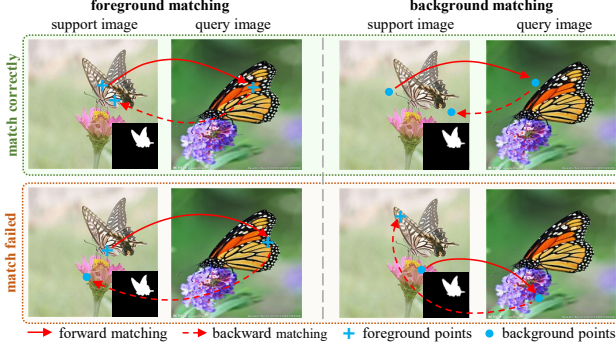 foreground matching
background matching
support image
query image
support image
query image
match correctly
match failed
forward matching
backward matching
foreground points
background points